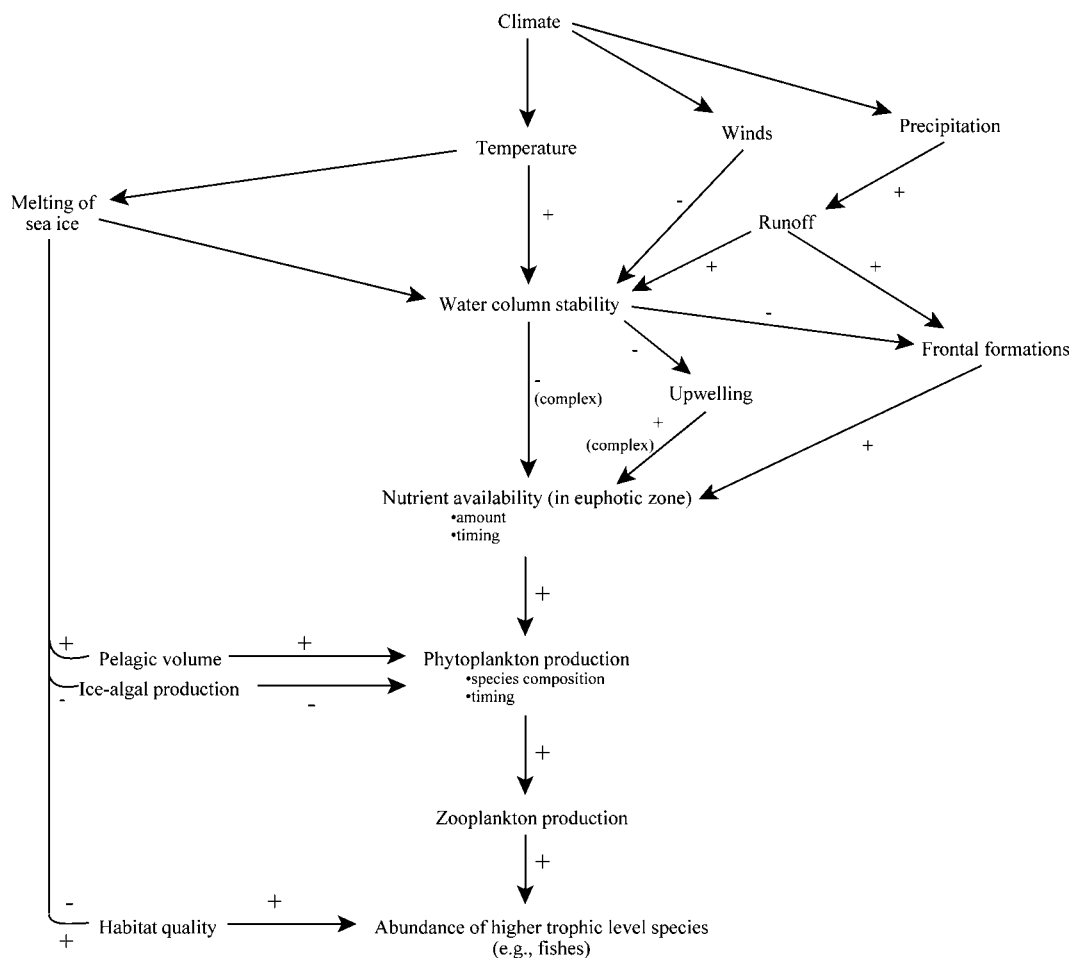 Climate
Winds
Precipitation
Temperature
Melting of
sea ice
+
-
+
Runoff
+
+
Water column stability
-
Frontal formations
-
-
(complex)
Upwelling
+
(complex)
+
Nutrient availability (in euphotic zone)
•amount
•timing
+
+
+
Pelagic volume
Phytoplankton production
•species composition
•timing
Ice-algal production
-
-
+
Zooplankton production
+
-
+
Habitat quality
+
Abundance of higher trophic level species
(e.g., fishes)